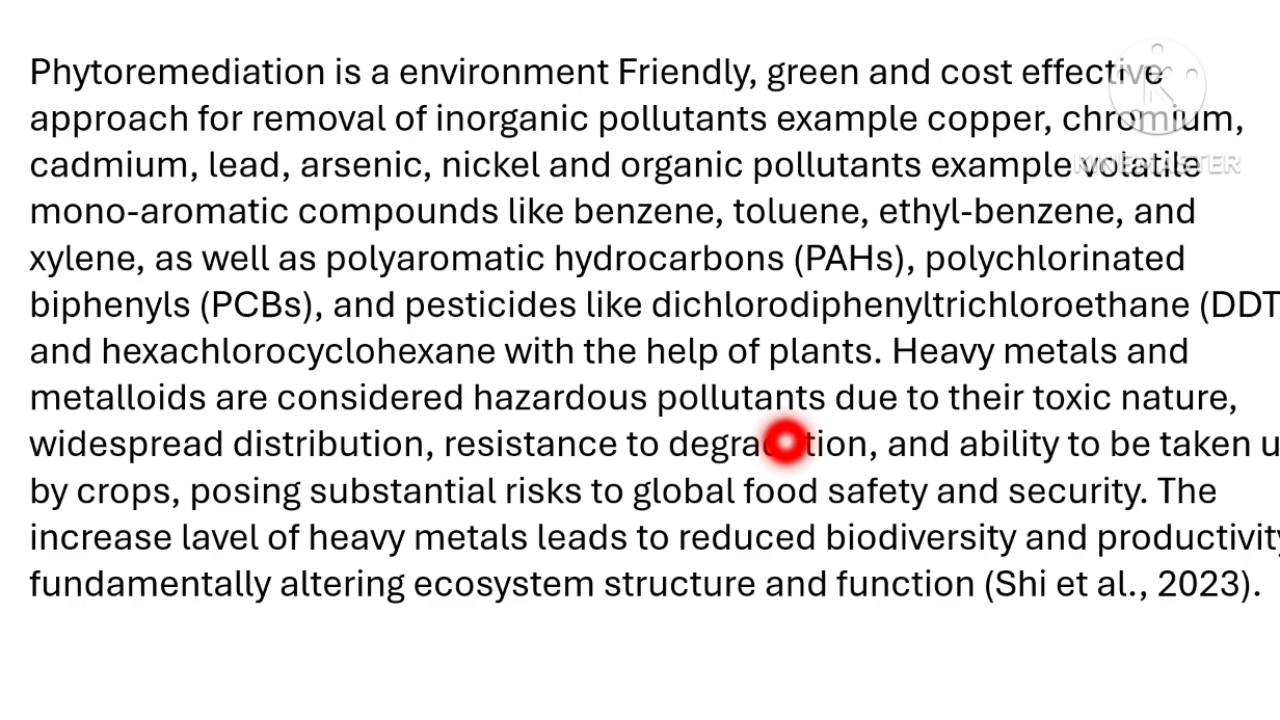 Phytoremediation is a environment Friendly, green and cost effective
approach for removal of inorganic pollutants example copper, chromium,
cadmium, lead, arsenic, nickel and organic pollutants example volatile
KINEMASTER
mono-aromatic compounds like benzene, toluene, ethyl-benzene, and
xylene, as well as polyaromatic hydrocarbons (PAHs), polychlorinated
biphenyls (PCBs), and pesticides like dichlorodiphenyltrichloroethane (DDT
and hexachlorocyclohexane with the help of plants. Heavy metals and
metalloids are considered hazardous pollutants due to their toxic nature,
widespread distribution, resistance to degradation, and ability to be taken u
by crops, posing substantial risks to global food safety and security. The
increase lavel of heavy metals leads to reduced biodiversity and productivity
fundamentally altering ecosystem structure and function (Shi et al., 2023).